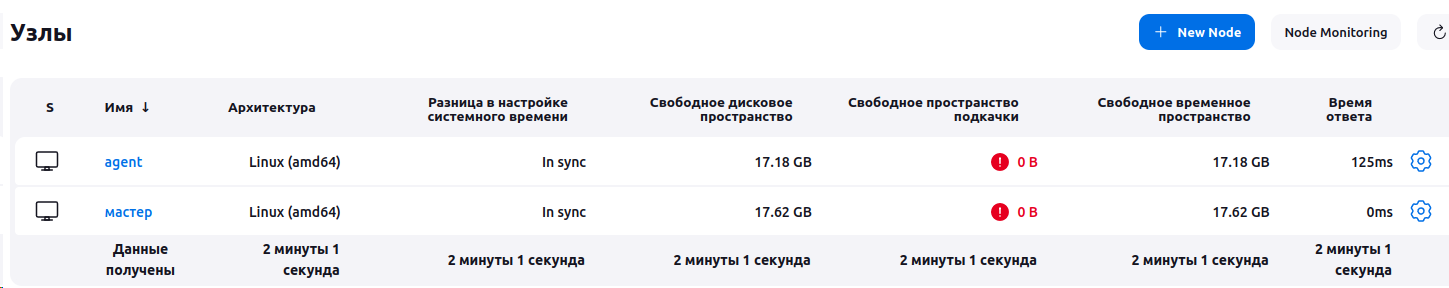 Узлы
New Node
Node Monitoring
S
Имя ↓
Архитектура
Разница в настройке
системного времени
Свободное дисковое
пространство
Свободное пространство
подкачки
Свободное временное
пространство
Время
ответа
agent
Linux (amd64)
In sync
17.18 GB
0 B
17.18 GB
125ms
мастер
Linux (amd64)
In sync
17.62 GB
0 B
17.62 GB
0ms
Данные
получены
2 минуты 1
секунда
2 минуты 1 секунда
2 минуты 1 секунда
2 минуты 1 секунда
2 минуты 1 секунда
2 минуты 1
секунда